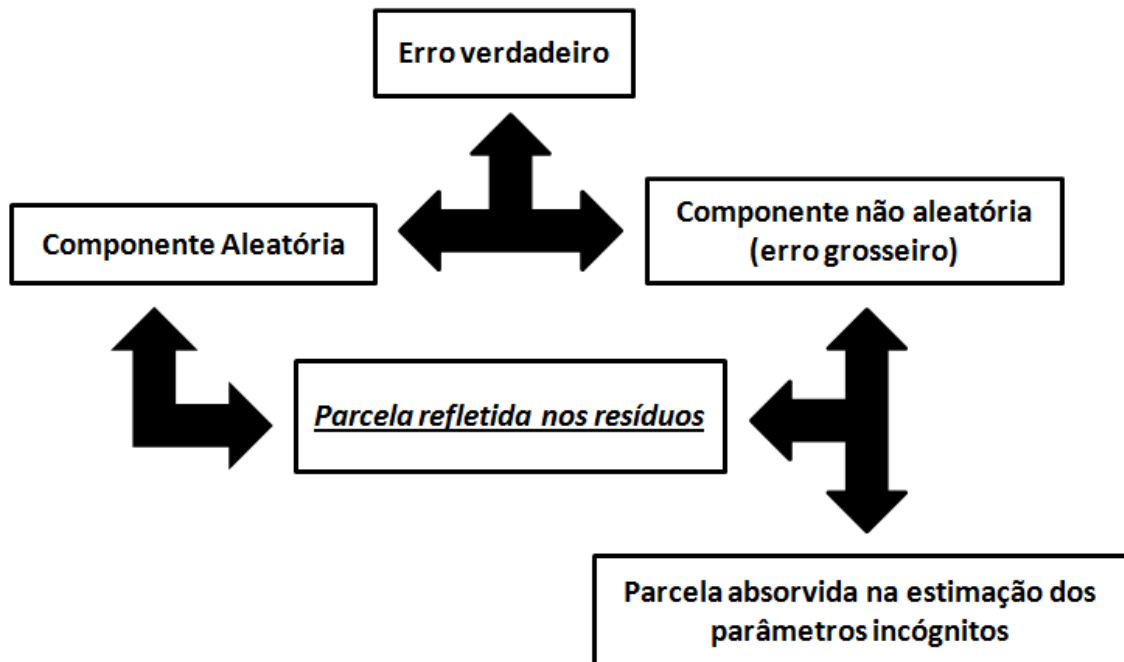 Erro verdadeiro
Componente Aleatória
Componente não aleatória
(erro grosseiro)
Parcela refletida nos resíduos
Parcela absorvida na estimação dos
parâmetros incógnitos